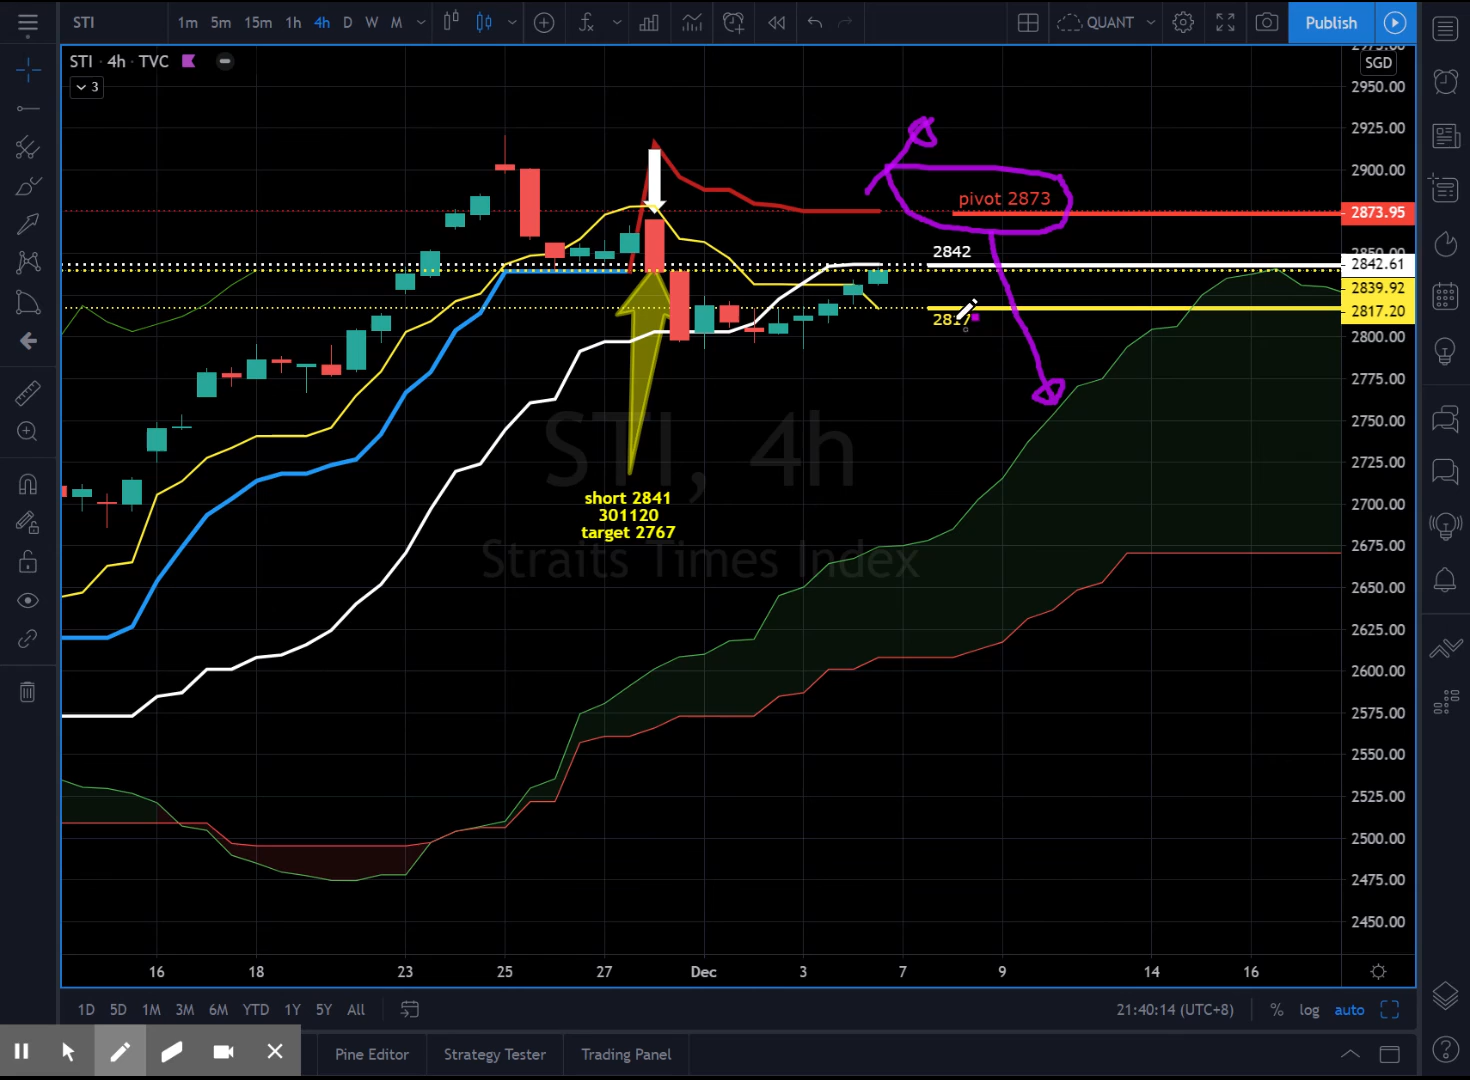 STI
1m 5m 15m 1h 4h D W M
QUANT
Publish
STI · 4h · TVC
3
SGD
2950.00
2925.00
2900.00
pivot 2873
2873.95
2842
2842.61
2839.92
2817.20
2800.00
2775.00
2750.00
2725.00
2700.00
2675.00
2650.00
2625.00
2600.00
2575.00
2550.00
2525.00
2500.00
2475.00
2450.00
STI, 4h
Straits Times Index
short 2841
301120
target 2767
16 18 23 25 27 Dec 3 7 9 14 16
1D 5D 1M 3M 6M YTD 1Y 5Y All
21:40:14 (UTC+8)
% log auto
Pine Editor Strategy Tester Trading Panel